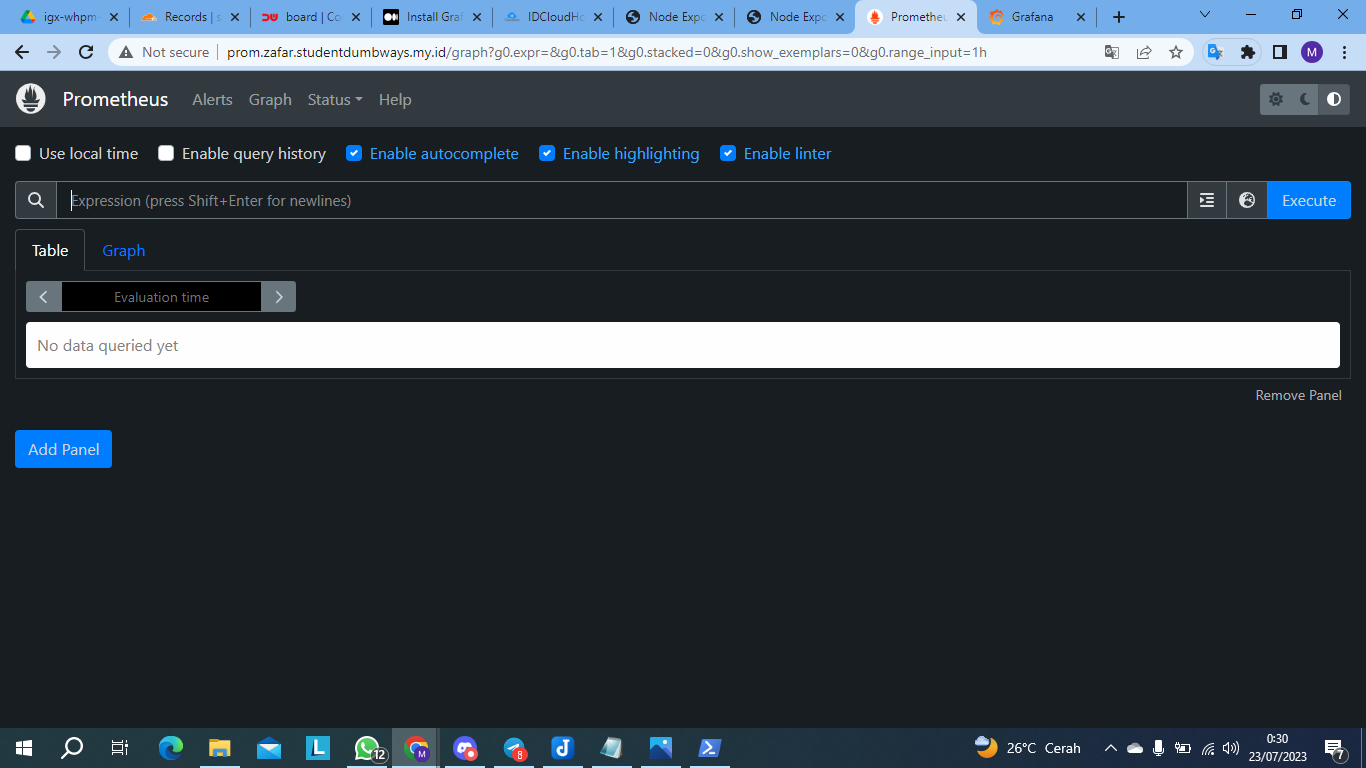 igx-whpm- Records | s board | Co Install Graf IDCloudHo Node Expo Node Expo Prometheu Grafana
Not secure prom.zafar.studentdumbways.my.id/graph?g0.expr=&g0.tab=1&g0.stacked=0&g0.show_exemplars=0&g0.range_input=1h M
Prometheus Alerts Graph Status Help
Use local time Enable query history Enable autocomplete Enable highlighting Enable linter
Expression (press Shift+Enter for newlines) Execute
Table Graph
Evaluation time
No data queried yet
Remove Panel
Add Panel
L 12 M 8 26°C Cerah 0:30
23/07/2023 7